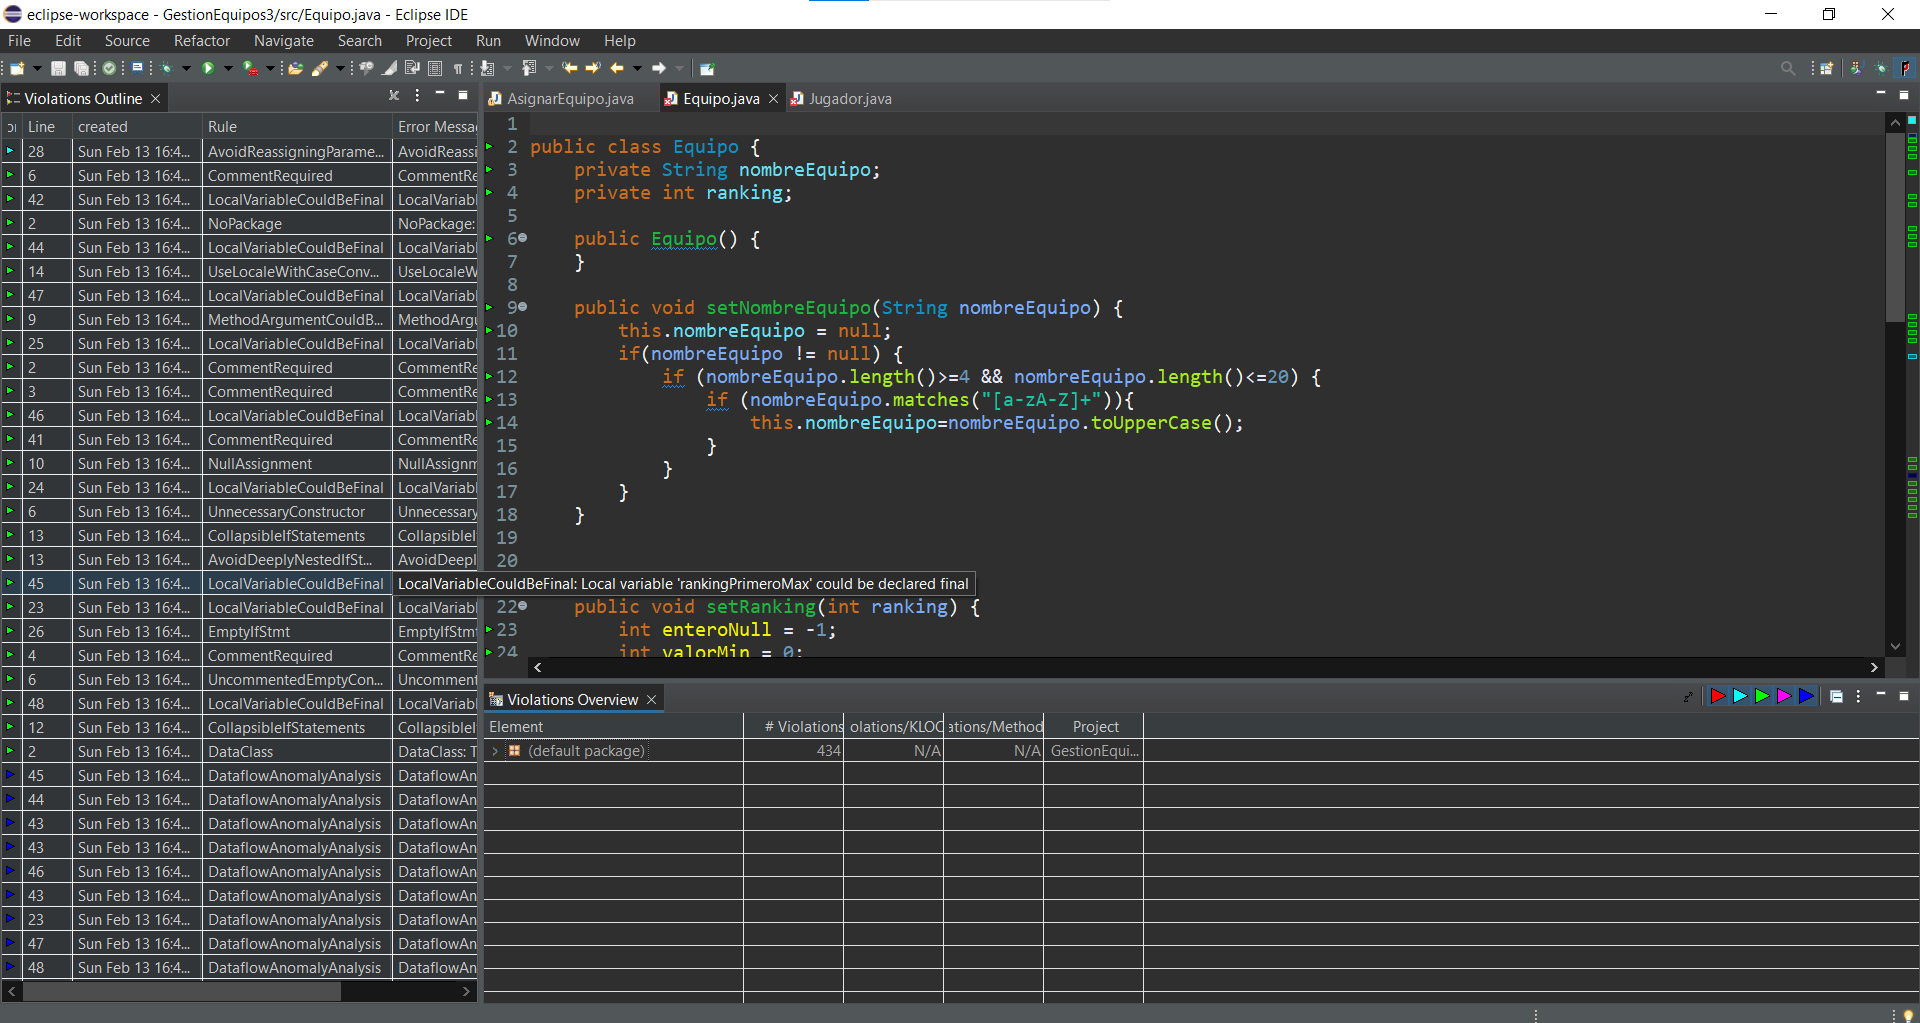 eclipse-workspace - GestionEquipos3/src/Equipo.java - Eclipse IDE
File Edit Source Refactor Navigate Search Project Run Window Help
Violations Outline
Line created Rule Error Messa
28 Sun Feb 13 16:4... AvoidReassigningParame... AvoidReassi
6 Sun Feb 13 16:4... CommentRequired CommentRe
42 Sun Feb 13 16:4... LocalVariableCouldBeFinal LocalVariabl
2 Sun Feb 13 16:4... NoPackage NoPackage:
44 Sun Feb 13 16:4... LocalVariableCouldBeFinal LocalVariabl
14 Sun Feb 13 16:4... UseLocaleWithCaseConv... UseLocaleW
47 Sun Feb 13 16:4... LocalVariableCouldBeFinal LocalVariabl
9 Sun Feb 13 16:4... MethodArgumentCouldB... MethodArgu
25 Sun Feb 13 16:4... LocalVariableCouldBeFinal LocalVariabl
2 Sun Feb 13 16:4... CommentRequired CommentRe
3 Sun Feb 13 16:4... CommentRequired CommentRe
46 Sun Feb 13 16:4... LocalVariableCouldBeFinal LocalVariabl
41 Sun Feb 13 16:4... CommentRequired CommentRe
10 Sun Feb 13 16:4... NullAssignment NullAssignm
24 Sun Feb 13 16:4... LocalVariableCouldBeFinal LocalVariabl
6 Sun Feb 13 16:4... UnnecessaryConstructor Unnecessary
13 Sun Feb 13 16:4... CollapsibleIfStatements CollapsibleI
13 Sun Feb 13 16:4... AvoidDeeplyNestedIfSt... AvoidDeepl
45 Sun Feb 13 16:4... LocalVariableCouldBeFinal LocalVariableCouldBeFinal: Local variable 'rankingPrimeroMax' could be declared final
23 Sun Feb 13 16:4... LocalVariableCouldBeFinal LocalVariabl
26 Sun Feb 13 16:4... EmptyIfStmt EmptyIfStmt
4 Sun Feb 13 16:4... CommentRequired CommentRe
6 Sun Feb 13 16:4... UncommentedEmptyCon... Uncomment
48 Sun Feb 13 16:4... LocalVariableCouldBeFinal LocalVariabl
12 Sun Feb 13 16:4... CollapsibleIfStatements CollapsibleI
2 Sun Feb 13 16:4... DataClass DataClass: T
45 Sun Feb 13 16:4... DataflowAnomalyAnalysis DataflowAn
44 Sun Feb 13 16:4... DataflowAnomalyAnalysis DataflowAn
43 Sun Feb 13 16:4... DataflowAnomalyAnalysis DataflowAn
43 Sun Feb 13 16:4... DataflowAnomalyAnalysis DataflowAn
46 Sun Feb 13 16:4... DataflowAnomalyAnalysis DataflowAn
43 Sun Feb 13 16:4... DataflowAnomalyAnalysis DataflowAn
23 Sun Feb 13 16:4... DataflowAnomalyAnalysis DataflowAn
47 Sun Feb 13 16:4... DataflowAnomalyAnalysis DataflowAn
48 Sun Feb 13 16:4... DataflowAnomalyAnalysis DataflowAn
AsignarEquipo.java Equipo.java Jugador.java
1
2 public class Equipo {
3 private String nombreEquipo;
4 private int ranking;
5
6 public Equipo() {
7 }
8
9 public void setNombreEquipo(String nombreEquipo) {
10 this.nombreEquipo = null;
11 if(nombreEquipo != null) {
12 if (nombreEquipo.length()>=4 && nombreEquipo.length()<=20) {
13 if (nombreEquipo.matches("[a-zA-Z]+")){
14 this.nombreEquipo=nombreEquipo.toUpperCase();
15 }
16 }
17 }
18 }
19
20
22 public void setRanking(int ranking) {
23 int enteroNull = -1;
24 int valorMin = 0;
Violations Overview
Element # Violations olations/KLOC ations/Method Project
(default package) 434 N/A N/A GestionEqui...